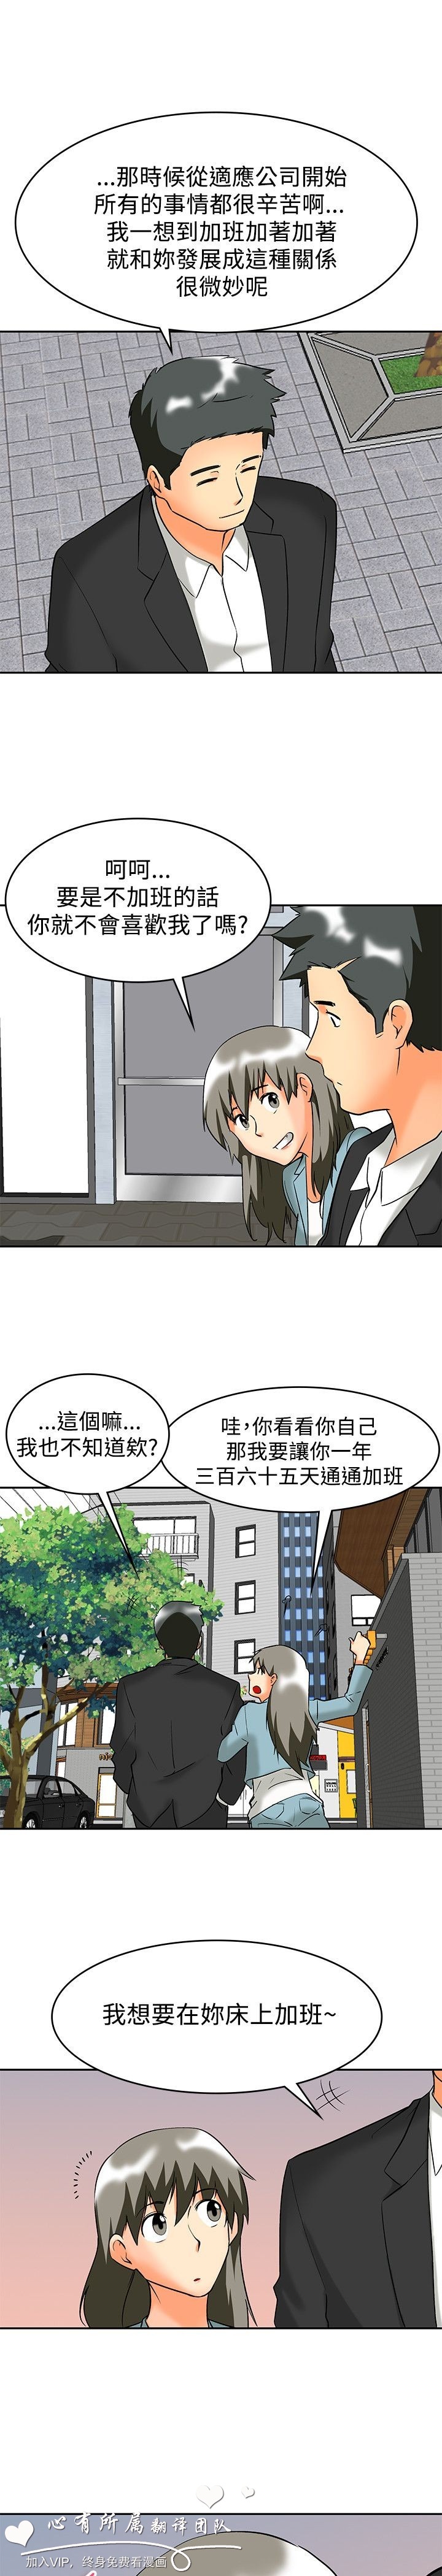 ...那時候從適應公司開始
所有的事情都很辛苦啊...
我一想到加班加著加著
就和妳發展成這種關係
很微妙呢
呵呵...
要是不加班的話
你就不會喜歡我了嗎?
...這個嘛...
我也不知道欸?
哇,你看看你自己
那我要讓你一年
三百六十五天通通加班
我想要在妳床上加班~
心有所属翻译团队
加入VIP，终身免费看漫画